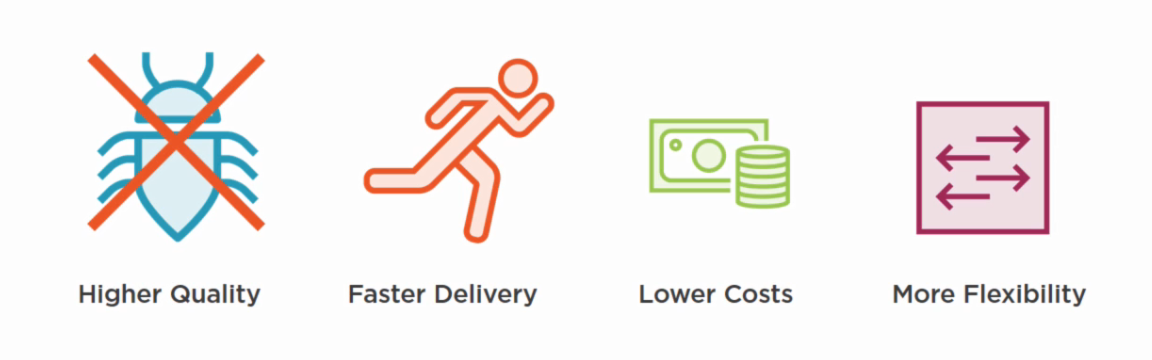 Higher Quality
Faster Delivery
Lower Costs
More Flexibility